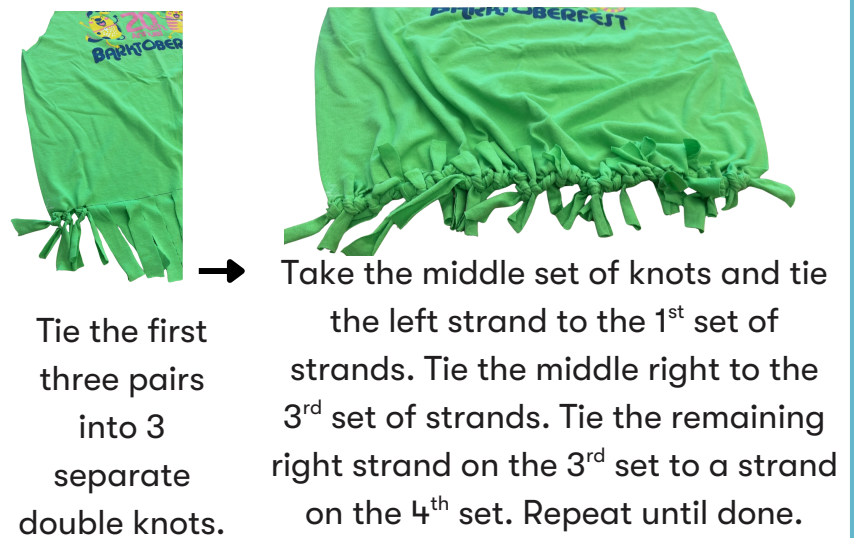 20
BARKTOBER
BARKTOBERFEST
Tie the first
three pairs
into 3
separate
double knots.
Take the middle set of knots and tie
the left strand to the 1st set of
strands. Tie the middle right to the
3rd set of strands. Tie the remaining
right strand on the 3rd set to a strand
on the 4th set. Repeat until done.